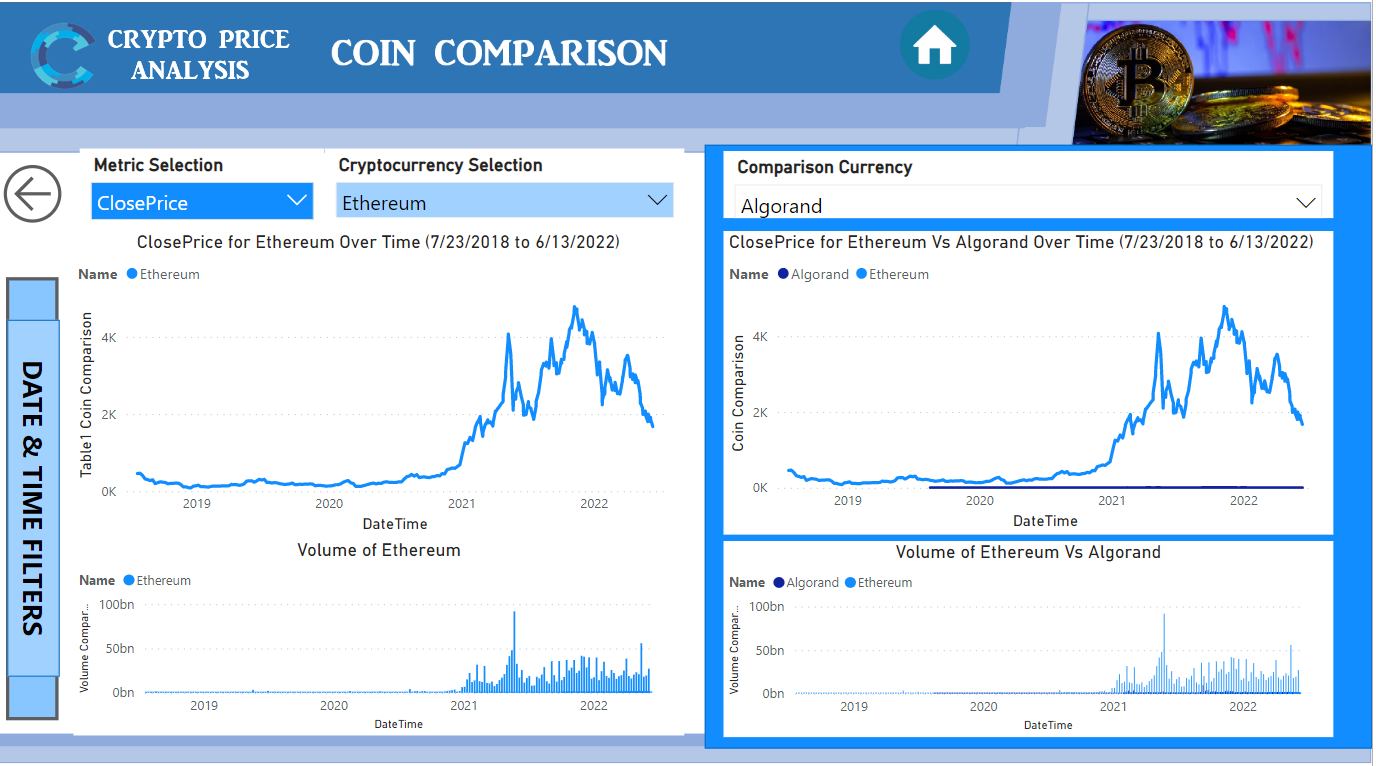 CRYPTO PRICE
ANALYSIS
COIN COMPARISON
Metric Selection
ClosePrice
Cryptocurrency Selection
Ethereum
ClosePrice for Ethereum Over Time (7/23/2018 to 6/13/2022)
Name Ethereum
Table1 Coin Comparison
4K
2K
0K
2019 2020 2021 2022
DateTime
Volume of Ethereum
Name Ethereum
Volume Compar...
100bn
50bn
0bn
2019 2020 2021 2022
DateTime
DATE & TIME FILTERS
Comparison Currency
Algorand
ClosePrice for Ethereum Vs Algorand Over Time (7/23/2018 to 6/13/2022)
Name Algorand Ethereum
Coin Comparison
4K
2K
0K
2019 2020 2021 2022
DateTime
Volume of Ethereum Vs Algorand
Name Algorand Ethereum
Volume Compar...
100bn
50bn
0bn
2019 2020 2021 2022
DateTime